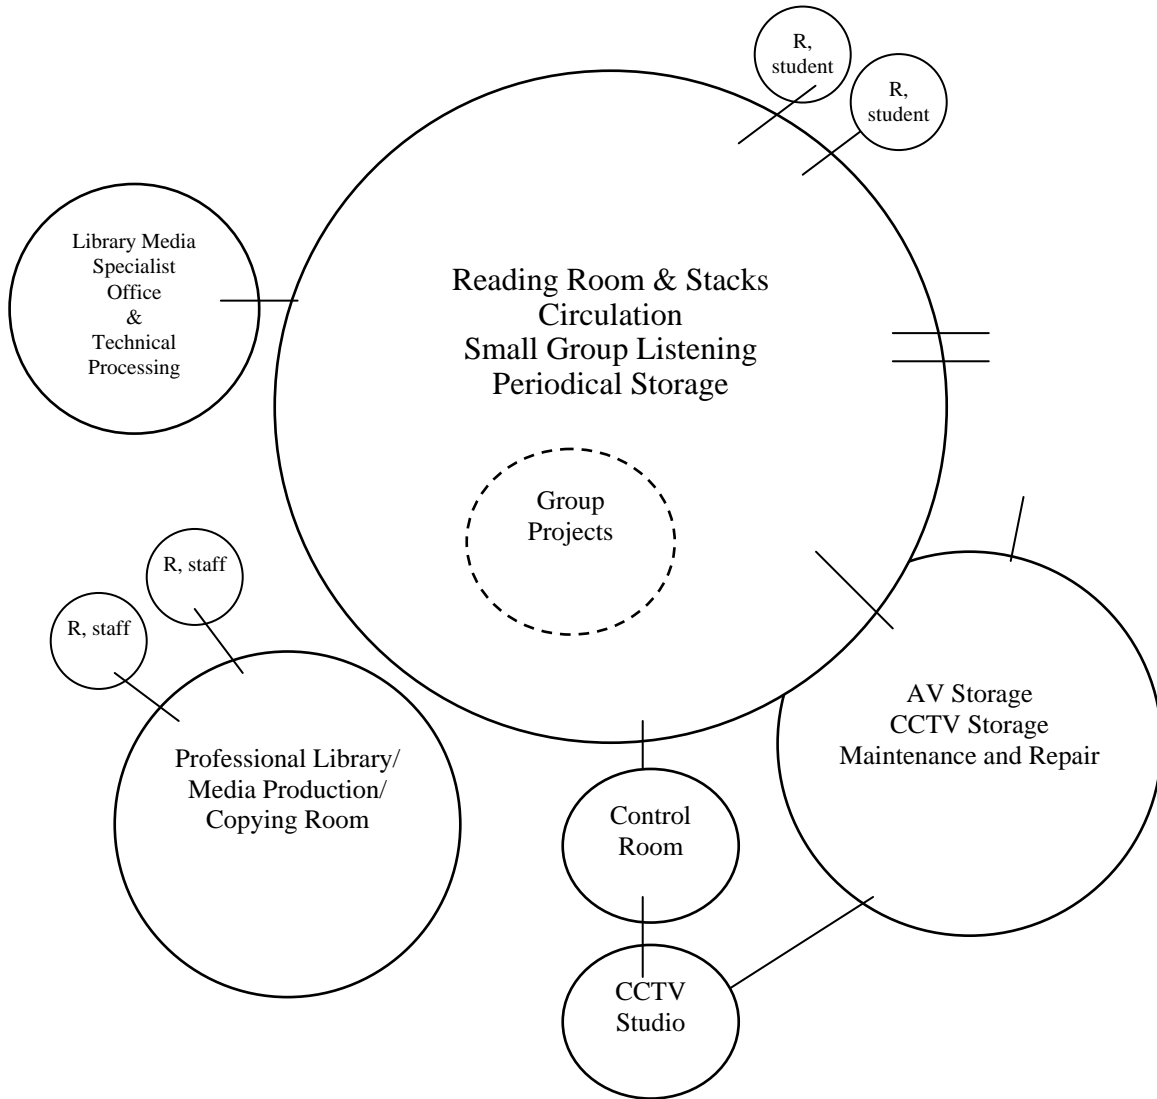 R,
student
R,
student
Library Media
Specialist
Office
&
Technical
Processing
Reading Room & Stacks
Circulation
Small Group Listening
Periodical Storage
Group
Projects
R, staff
R, staff
Professional Library/
Media Production/
Copying Room
AV Storage
CCTV Storage
Maintenance and Repair
Control
Room
CCTV
Studio